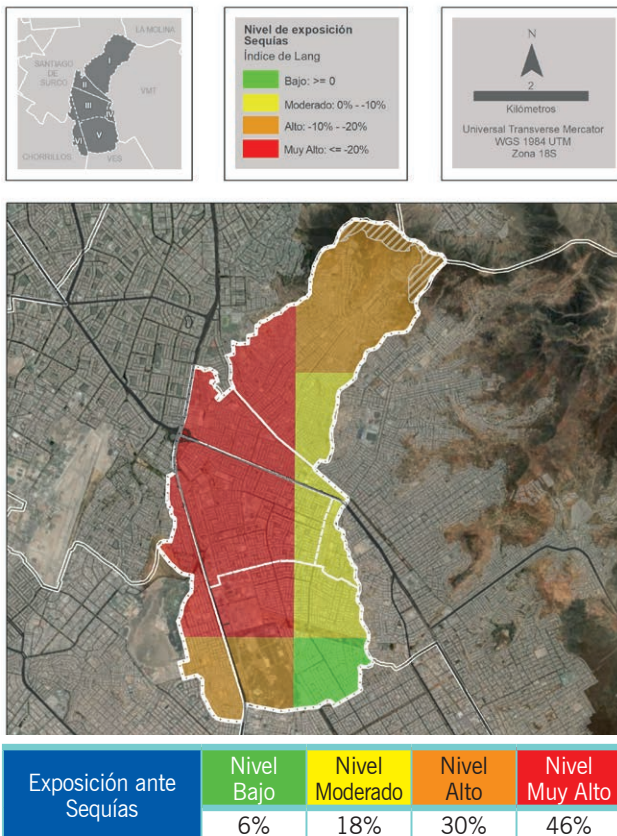 LA MOLINA
SANTIAGO
DE
SURCO
VMT
I
II
III
IV
V
VI
CHORRILLOS
VES
Nivel de exposición
Sequías
Índice de Lang
Bajo: >= 0
Moderado: 0% - -10%
Alto: -10% - -20%
Muy Alto: <= -20%
N
2
Kilómetros
Universal Transverse Mercator
WGS 1984 UTM
Zona 18S
Exposición ante
Sequías
Nivel
Bajo
Nivel
Moderado
Nivel
Alto
Nivel
Muy Alto
6%
18%
30%
46%